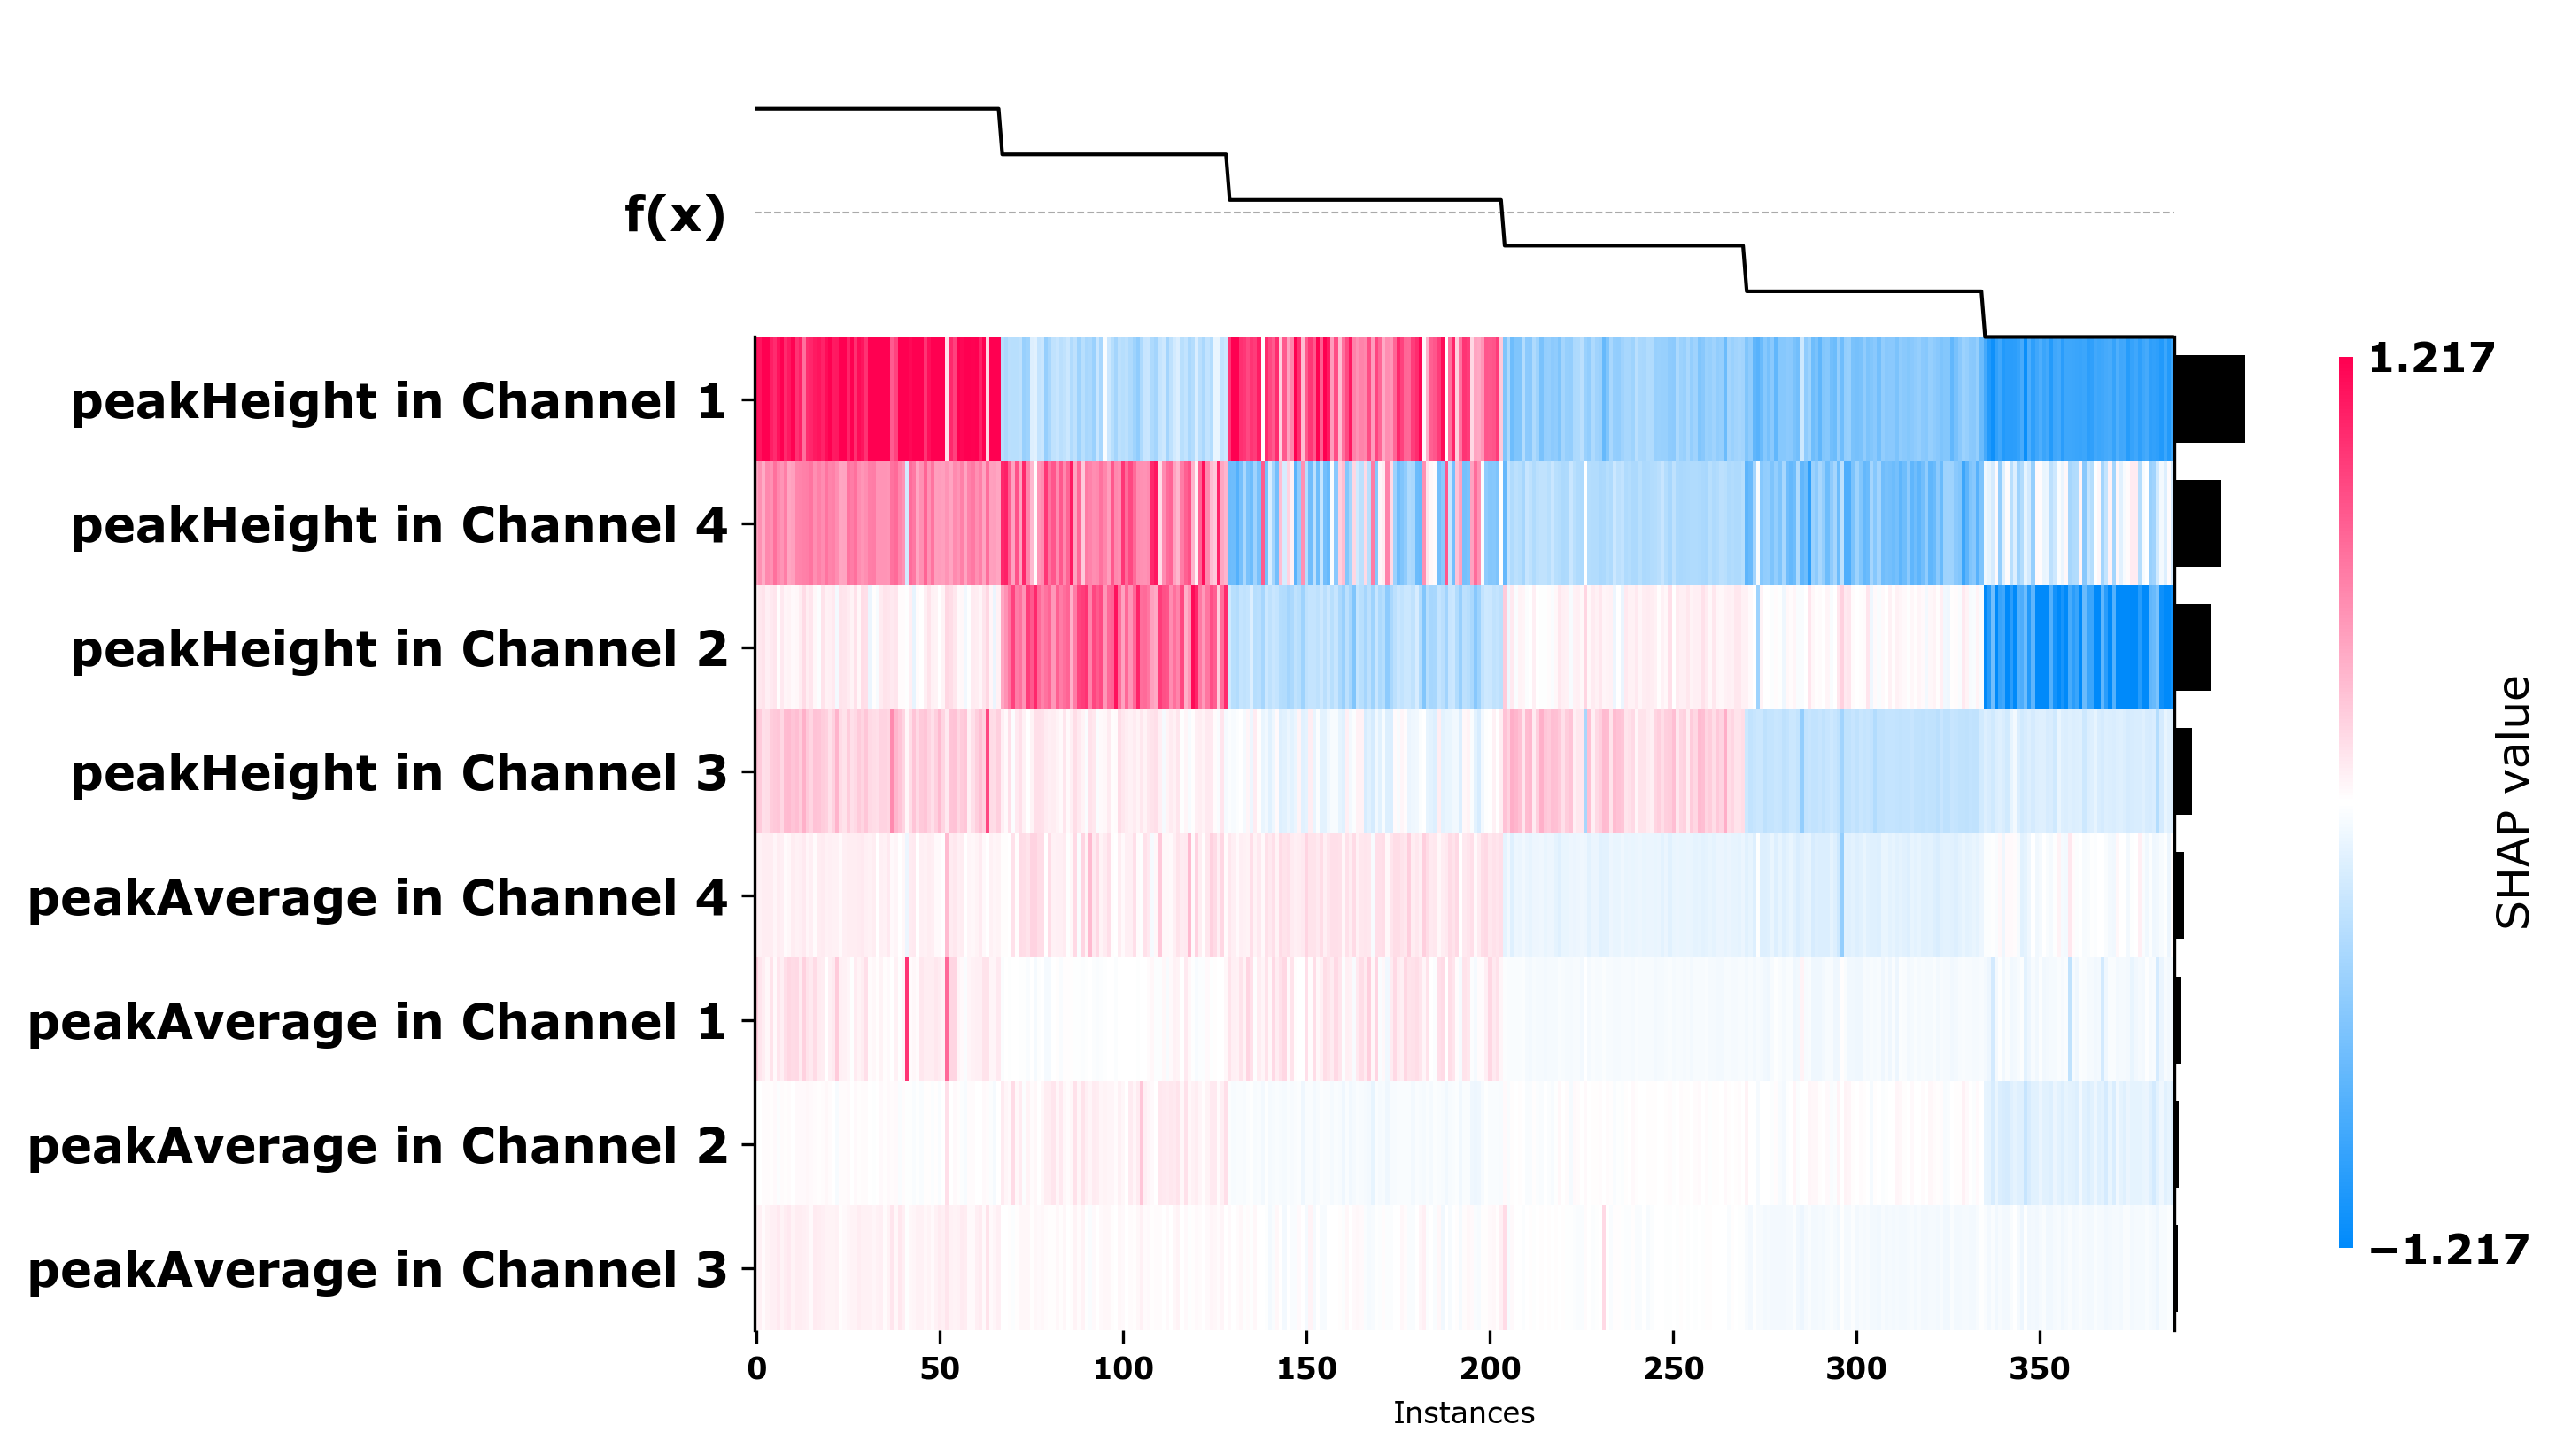 f(x)
peakHeight in Channel 1
peakHeight in Channel 4
peakHeight in Channel 2
peakHeight in Channel 3
peakAverage in Channel 4
peakAverage in Channel 1
peakAverage in Channel 2
peakAverage in Channel 3
0 50 100 150 200 250 300 350
Instances
1.217
−1.217
SHAP value